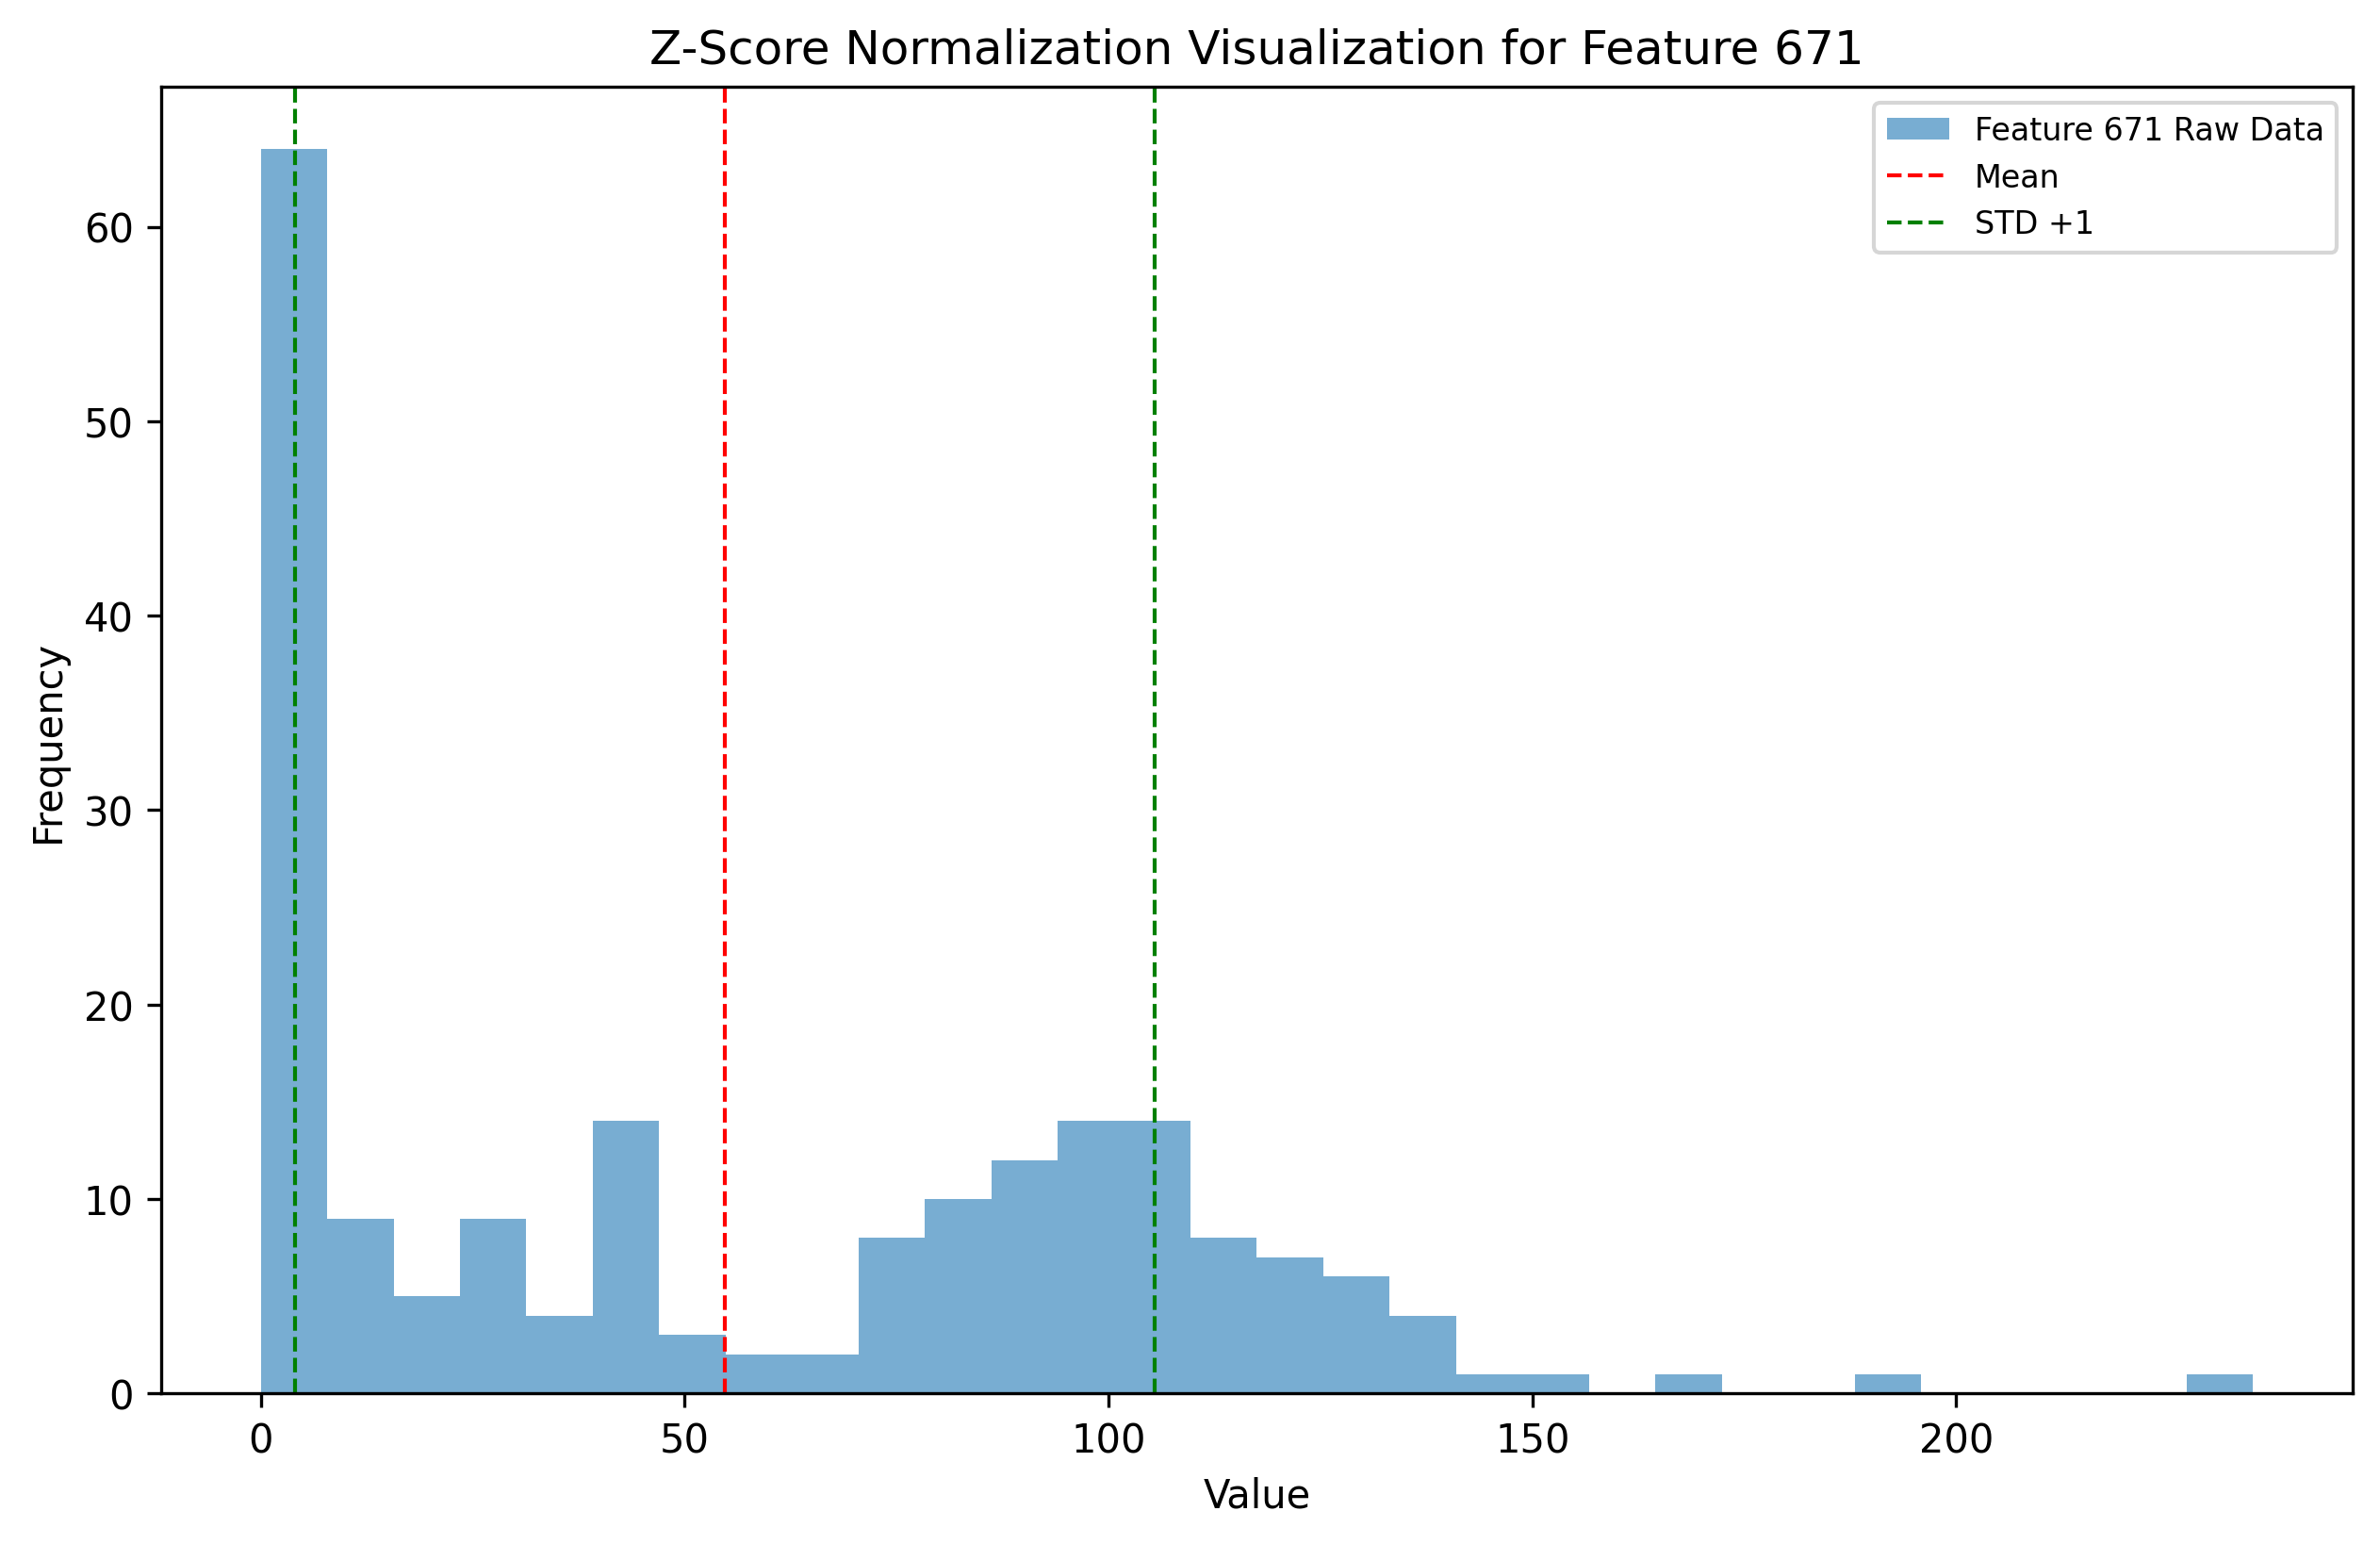 Z-Score Normalization Visualization for Feature 671
Feature 671 Raw Data
Mean
STD +1
Frequency
60
50
40
30
20
10
0
0 50 100 150 200
Value